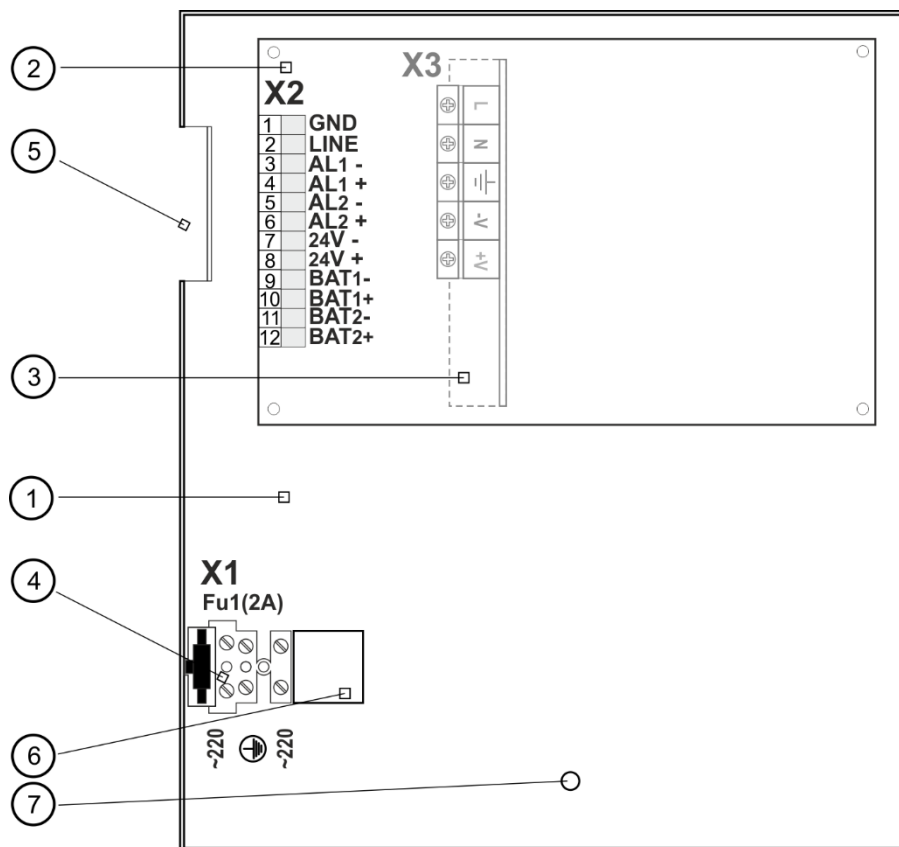 2
X2
X3
1 GND
2 LINE
3 AL1 -
4 AL1 +
5 AL2 -
6 AL2 +
7 24V -
8 24V +
9 BAT1-
10 BAT1+
11 BAT2-
12 BAT2+
L
N
-V
+V
5
3
1
4
X1
Fu1(2A)
~220
~220
6
7